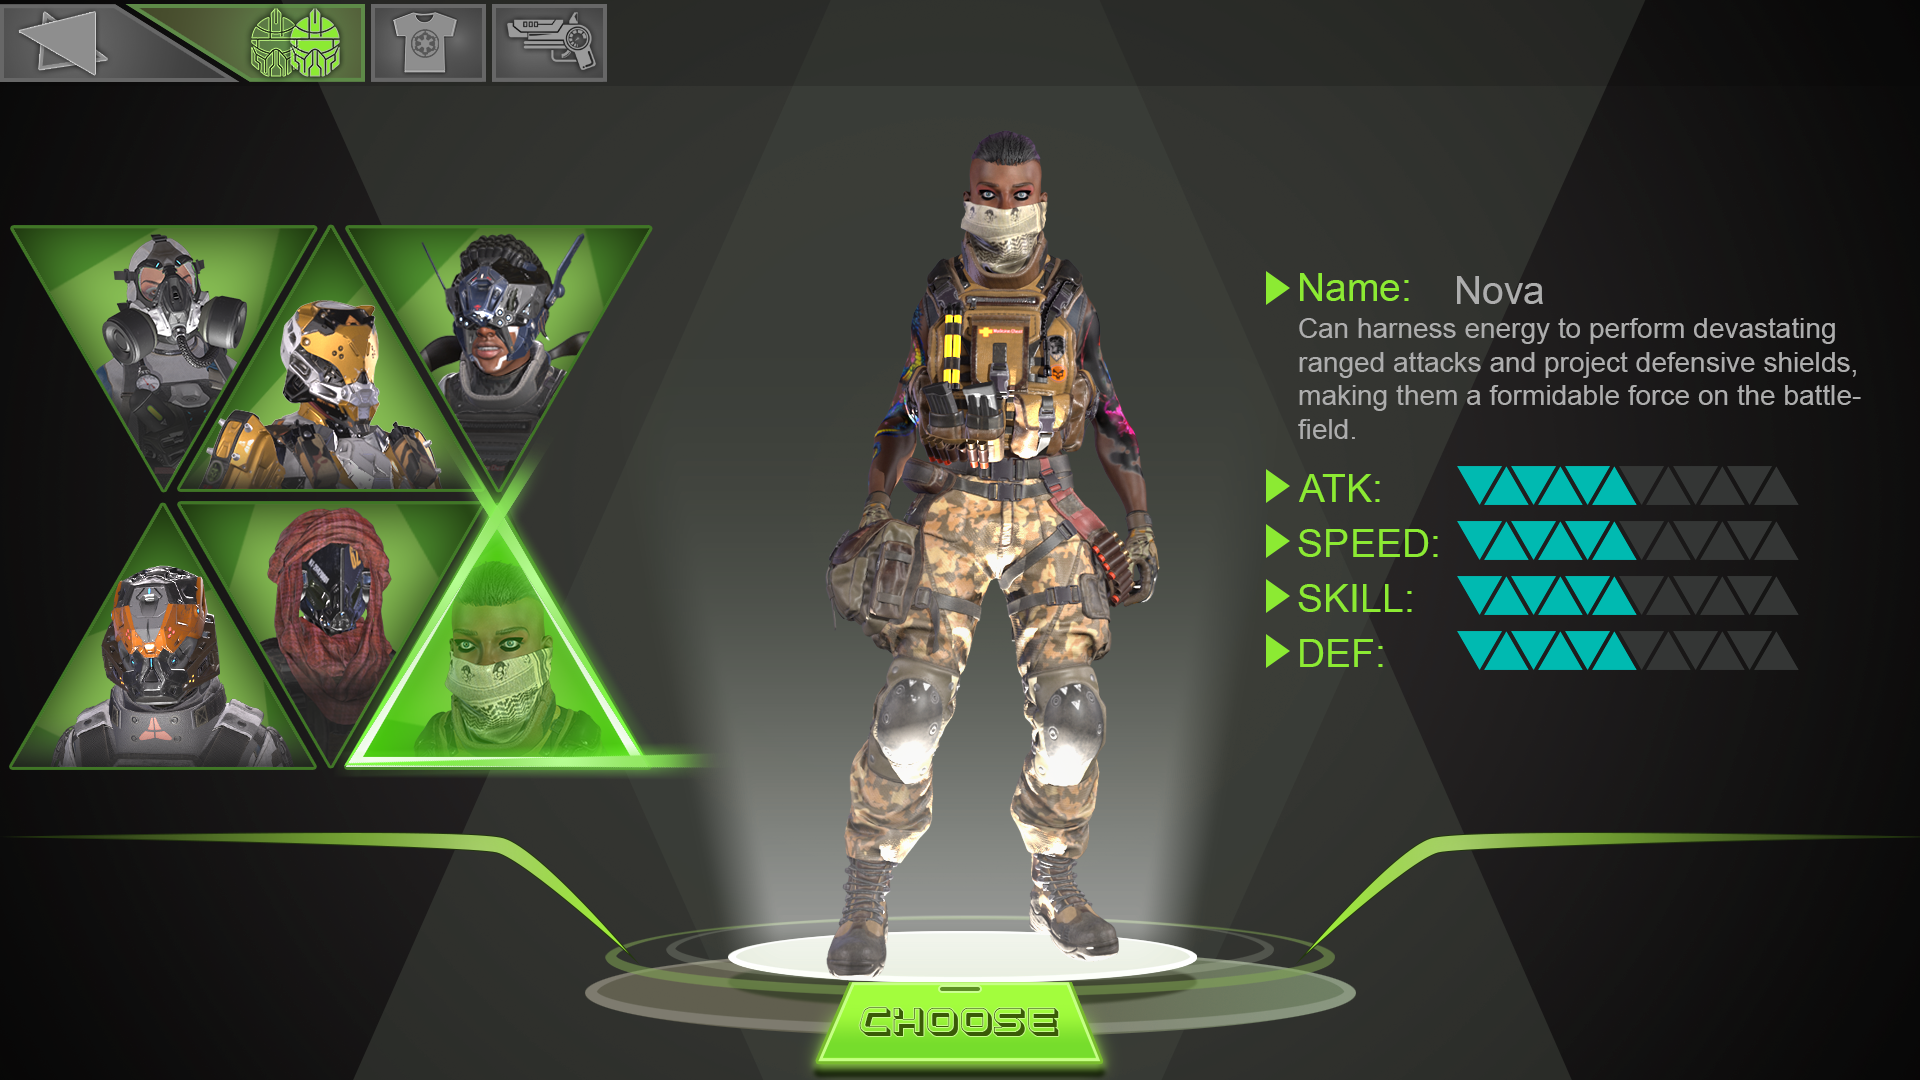 Name: Nova
Can harness energy to perform devastating
ranged attacks and project defensive shields,
making them a formidable force on the battle-
field.
ATK:
SPEED:
SKILL:
DEF:
CHOOSE